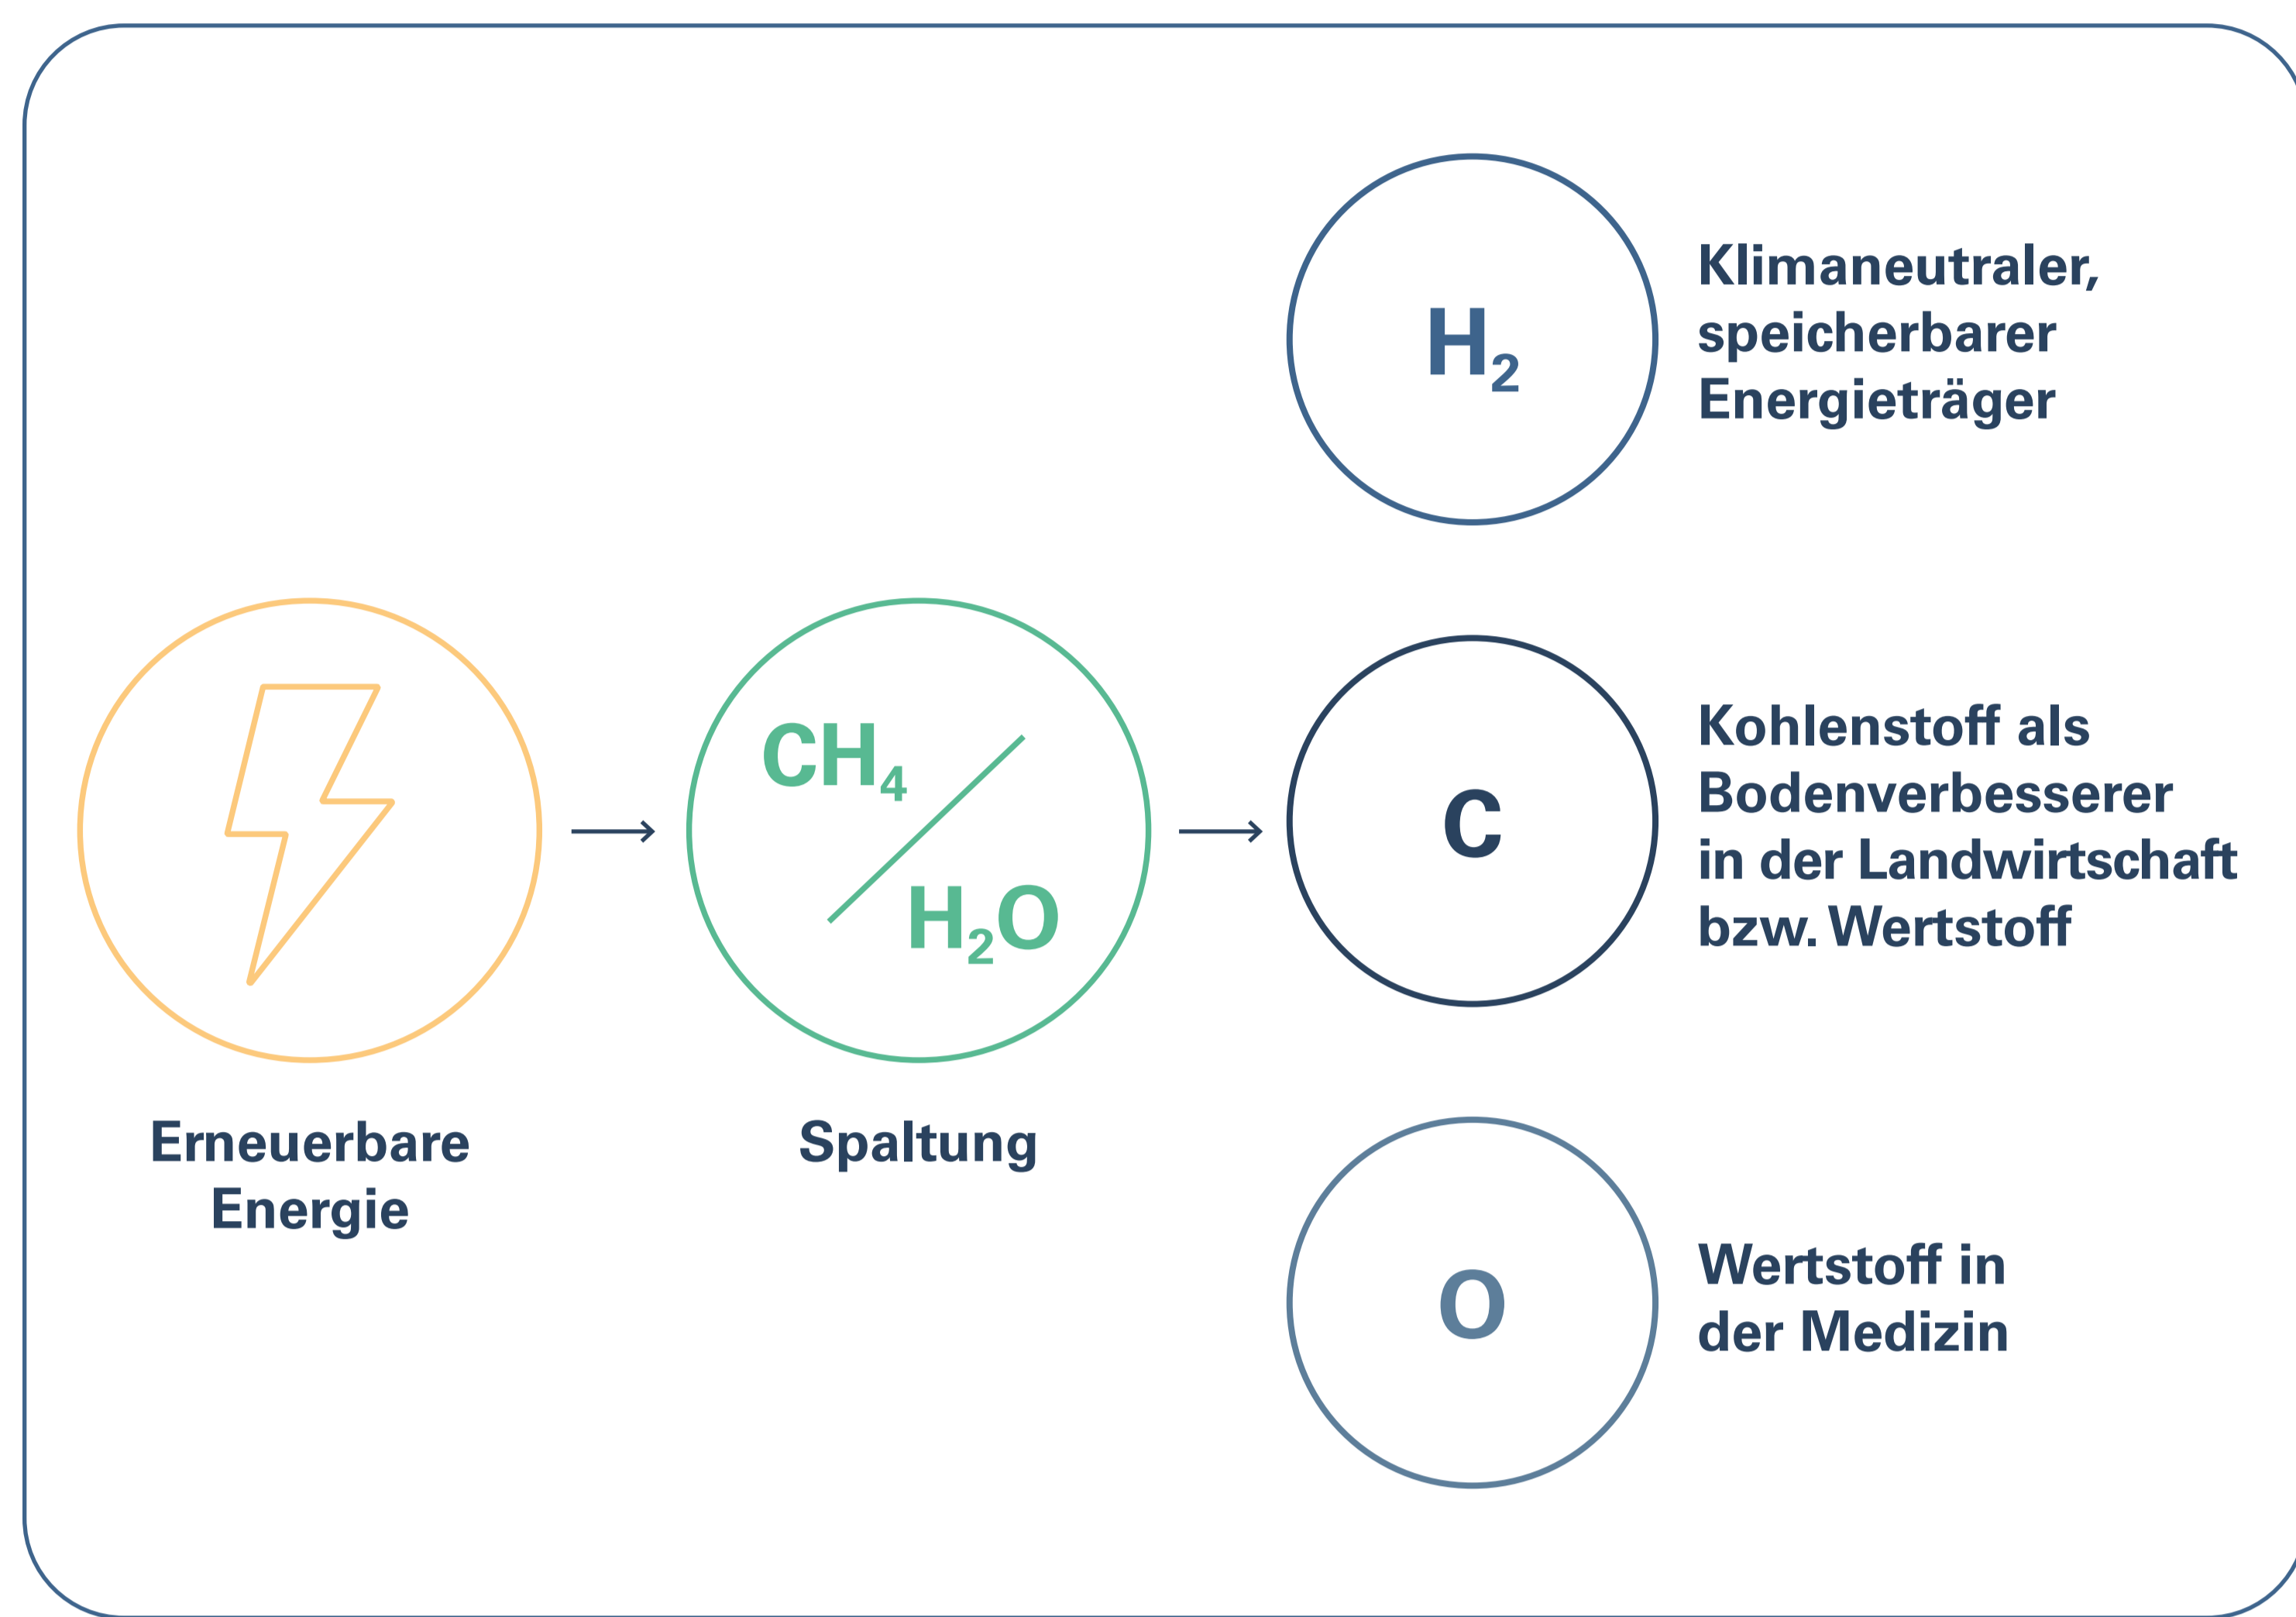 H₂
Klimaneutraler,
speicherbarer
Energieträger
CH₄
H₂O
Erneuerbare
Energie
Spaltung
C
Kohlenstoff als
Bodenverbesserer
in der Landwirtschaft
bzw. Wertstoff
O
Wertstoff in
der Medizin